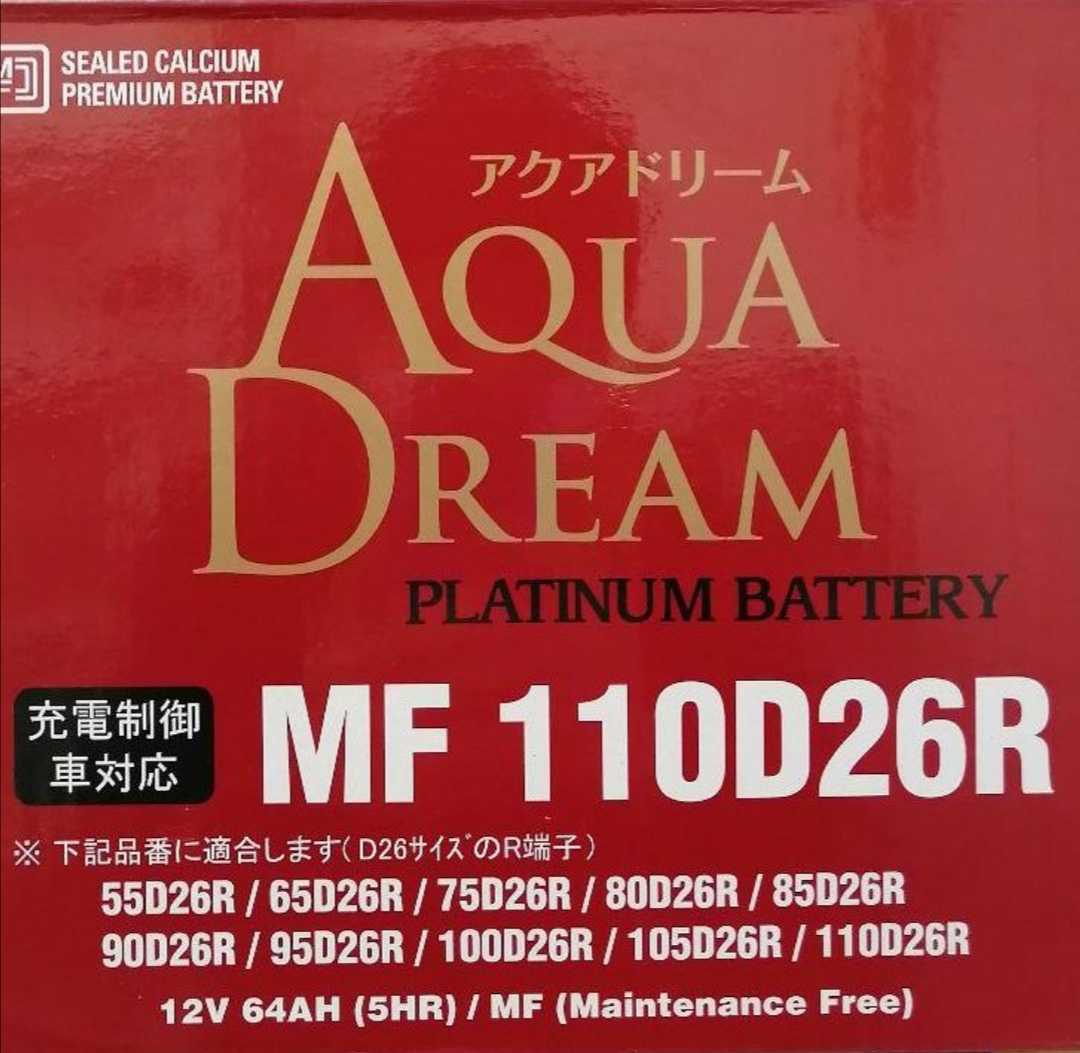 SEALED CALCIUM
PREMIUM BATTERY
アクアドリーム
AQUA
DREAM
PLATINUM BATTERY
充電制御
車対応
MF 110D26R
※ 下記品番に適合します(D26サイズのR端子)
55D26R / 65D26R / 75D26R / 80D26R / 85D26R
90D26R / 95D26R / 100D26R / 105D26R / 110D26R
12V 64AH (5HR) / MF (Maintenance Free)